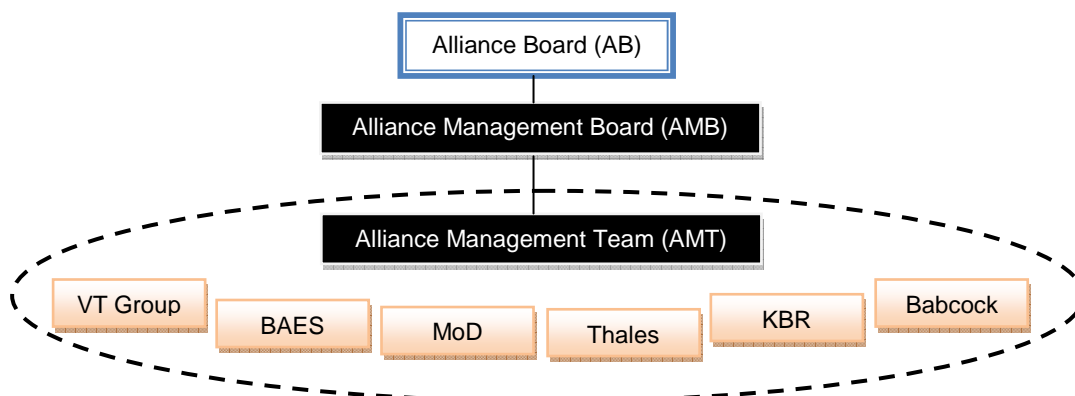 Alliance Board (AB)
Alliance Management Board (AMB)
Alliance Management Team (AMT)
VT Group
BAES
MoD
Thales
KBR
Babcock